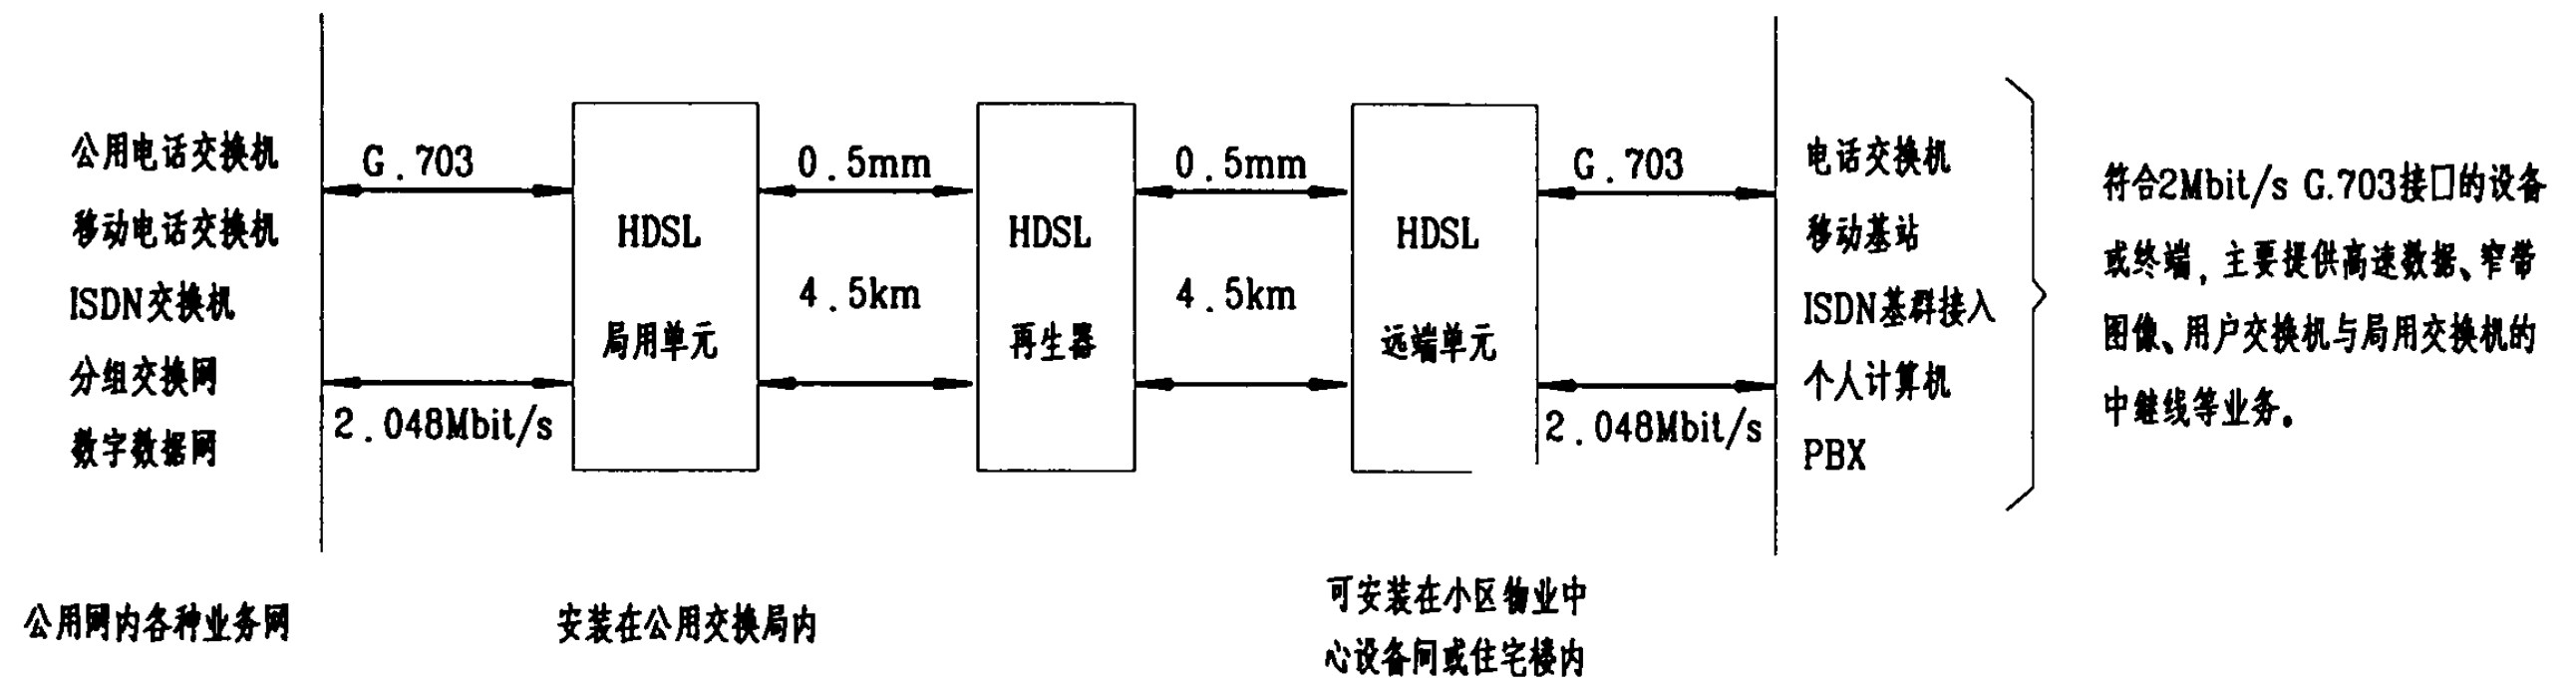 公用电话交换机
移动电话交换机
ISDN交换机
分组交换网
数字数据网
G.703
2.048Mbit/s
HDSL
局用单元
0.5mm
4.5km
HDSL
再生器
0.5mm
4.5km
HDSL
远端单元
G.703
2.048Mbit/s
电话交换机
移动基站
ISDN基群接入
个人计算机
PBX
符合2Mbit/s G.703接口的设备
或终端，主要提供高速数据、窄带
图像、用户交换机与局用交换机的
中继线等业务。
公用网内各种业务网
安装在公用交换局内
可安装在小区物业中
心设备间或住宅楼内